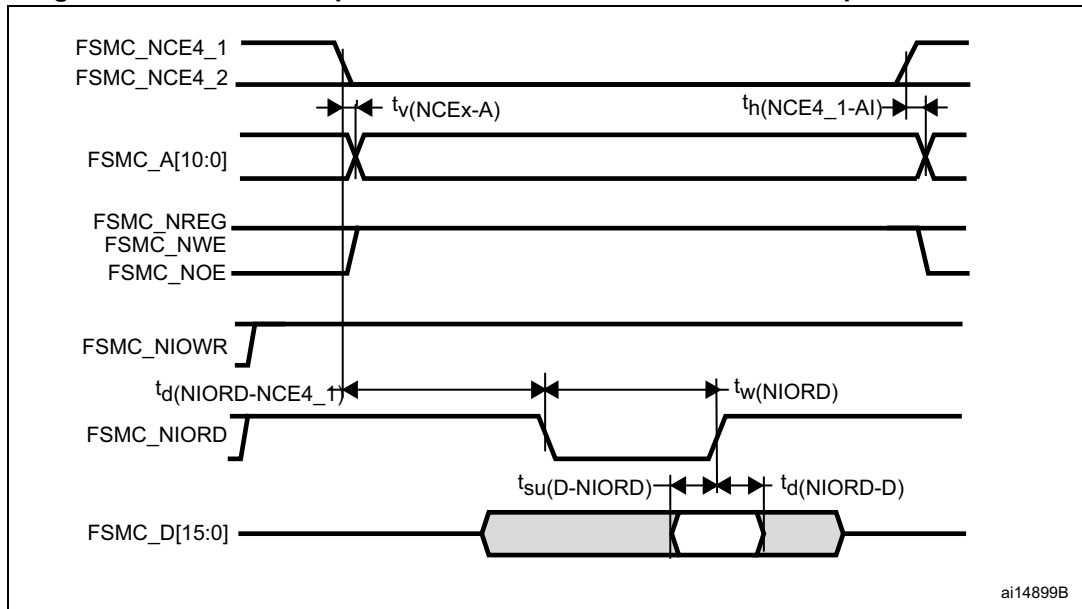 FSMC_NCE4_1
FSMC_NCE4_2
tv(NCEx-A)
th(NCE4_1-AI)
FSMC_A[10:0]
FSMC_NREG
FSMC_NWE
FSMC_NOE
FSMC_NIOWR
td(NIORD-NCE4_1)
tw(NIORD)
FSMC_NIORD
tsu(D-NIORD)
td(NIORD-D)
FSMC_D[15:0]
ai14899B